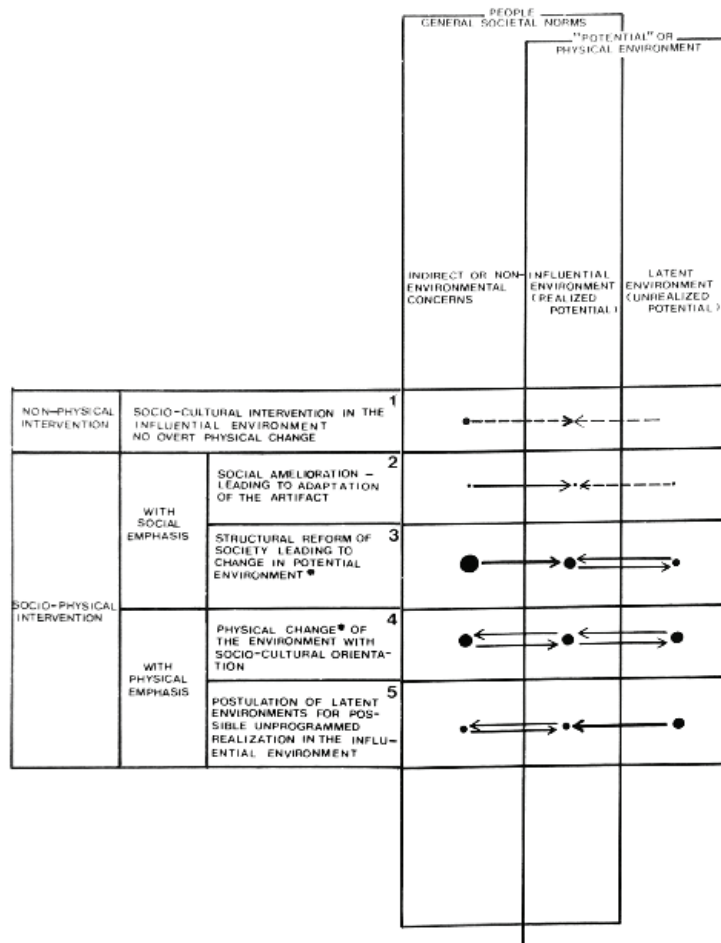 PEOPLE
GENERAL SOCIETAL NORMS
"POTENTIAL" OR
PHYSICAL ENVIRONMENT
INDIRECT OR NON-
ENVIRONMENTAL
CONCERNS
INFLUENTIAL
ENVIRONMENT
(REALIZED
POTENTIAL)
LATENT
ENVIRONMENT
(UNREALIZED
POTENTIAL)
NON-PHYSICAL
INTERVENTION
SOCIO-CULTURAL INTERVENTION IN THE
INFLUENTIAL ENVIRONMENT
NO OVERT PHYSICAL CHANGE
1
SOCIO-PHYSICAL
INTERVENTION
WITH
SOCIAL
EMPHASIS
SOCIAL AMELIORATION –
LEADING TO ADAPTATION
OF THE ARTIFACT
2
STRUCTURAL REFORM OF
SOCIETY LEADING TO
CHANGE IN POTENTIAL
ENVIRONMENT*
3
WITH
PHYSICAL
EMPHASIS
PHYSICAL CHANGE* OF
THE ENVIRONMENT WITH
SOCIO-CULTURAL ORIENTA-
TION
4
POSTULATION OF LATENT
ENVIRONMENTS FOR POS-
SIBLE UNPROGRAMMED
REALIZATION IN THE INFLU-
ENTIAL ENVIRONMENT
5